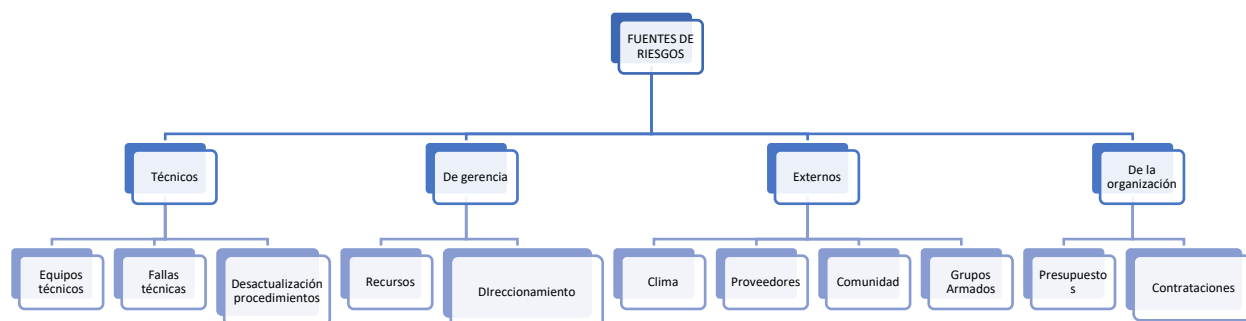 FUENTES DE
RIESGOS
Técnicos
De gerencia
Externos
De la
organización
Equipos
técnicos
Fallas
técnicas
Desactualización
procedimientos
Recursos
DIreccionamiento
Clima
Proveedores
Comunidad
Grupos
Armados
Presupuesto
s
Contrataciones